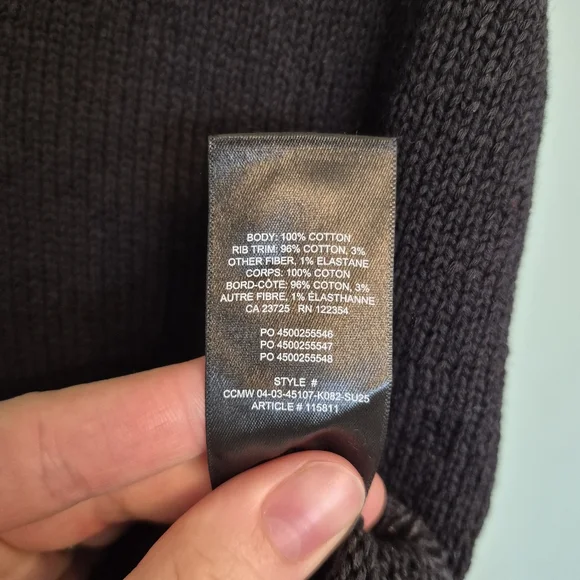 BODY: 100% COTTON
RIB TRIM: 96% COTTON, 3%
OTHER FIBER, 1% ELASTANE
CORPS: 100% COTON
BORD-CÔTE: 96% COTON, 3%
AUTRE FIBRE, 1% ÉLASTHANNE
CA 23725 RN 122354
PO 4500255546
PO 4500255547
PO 4500255548
STYLE #
CCMW 04-03-45107-K082-SU25
ARTICLE # 115811